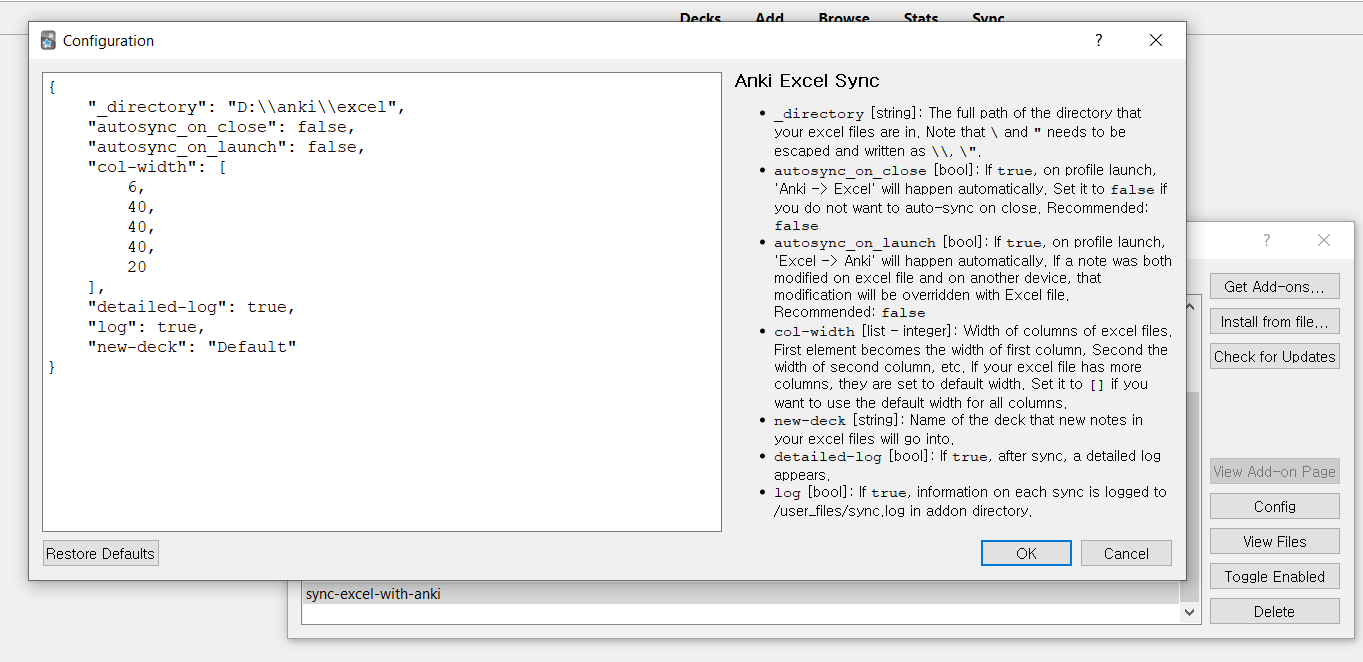 Decks Add Browse Stats Sync
Configuration
?
{
"_directory": "D:\\anki\\excel",
"autosync_on_close": false,
"autosync_on_launch": false,
"col-width": [
6,
40,
40,
40,
20
],
"detailed-log": true,
"log": true,
"new-deck": "Default"
}
Restore Defaults
Anki Excel Sync
• _directory [string]: The full path of the directory that
your excel files are in. Note that \ and " needs to be
escaped and written as \\, \".
• autosync_on_close [bool]: If true, on profile launch,
'Anki -> Excel' will happen automatically. Set it to false if
you do not want to auto-sync on close. Recommended:
false
• autosync_on_launch [bool]: If true, on profile launch,
'Excel -> Anki' will happen automatically. If a note was both
modified on excel file and on another device, that
modification will be overridden with Excel file.
Recommended: false
• col-width [list - integer]: Width of columns of excel files.
First element becomes the width of first column, Second the
width of second column, etc. If your excel file has more
columns, they are set to default width. Set it to [] if you
want to use the default width for all columns.
• new-deck [string]: Name of the deck that new notes in
your excel files will go into.
• detailed-log [bool]: If true, after sync, a detailed log
appears.
• log [bool]: If true, information on each sync is logged to
/user_files/sync.log in addon directory.
OK
Cancel
?
Get Add-ons...
Install from file...
Check for Updates
View Add-on Page
Config
View Files
Toggle Enabled
Delete
sync-excel-with-anki